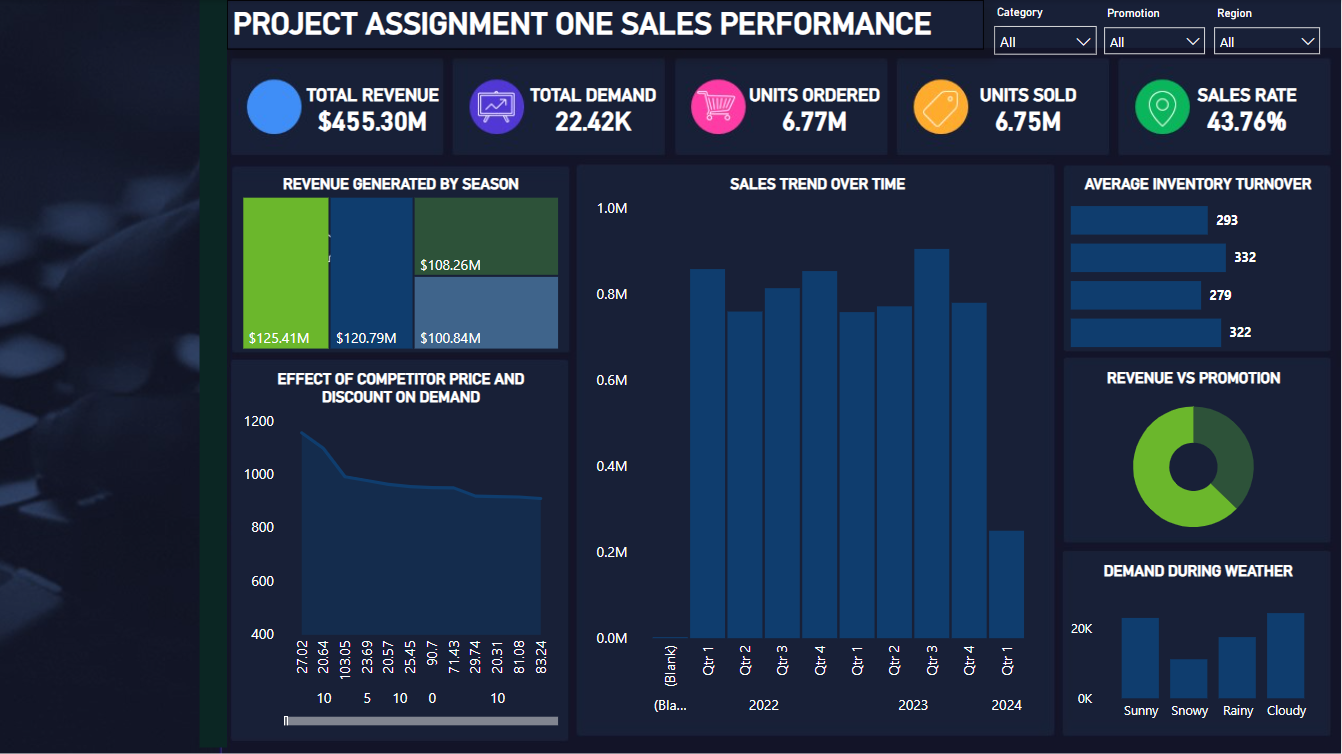 PROJECT ASSIGNMENT ONE SALES PERFORMANCE
Category
All
Promotion
All
Region
All
TOTAL REVENUE
$455.30M
TOTAL DEMAND
22.42K
UNITS ORDERED
6.77M
UNITS SOLD
6.75M
SALES RATE
43.76%
REVENUE GENERATED BY SEASON
$125.41M
$120.79M
$108.26M
$100.84M
EFFECT OF COMPETITOR PRICE AND
DISCOUNT ON DEMAND
1200
1000
800
600
400
27.02
20.64
103.05
23.69
20.57
25.45
90.7
71.43
29.74
20.31
81.08
83.24
10
5
10
0
10
SALES TREND OVER TIME
1.0M
0.8M
0.6M
0.4M
0.2M
0.0M
(Blank)
Qtr 1
Qtr 2
Qtr 3
Qtr 4
Qtr 1
Qtr 2
Qtr 3
Qtr 4
Qtr 1
(Bla...
2022
2023
2024
AVERAGE INVENTORY TURNOVER
293
332
279
322
REVENUE VS PROMOTION
DEMAND DURING WEATHER
20K
0K
Sunny
Snowy
Rainy
Cloudy